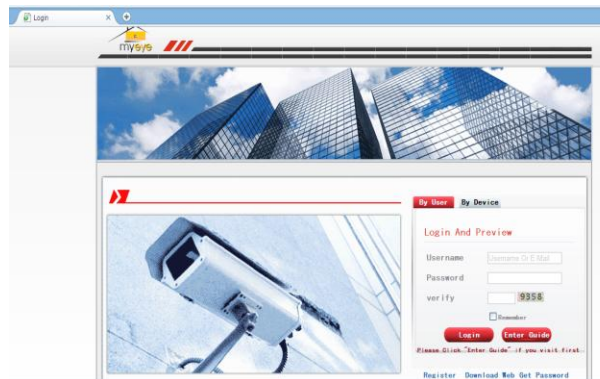 Login
myeye
By User By Device
Login And Preview
Username Username Or E-Mail
Password
verify 9358
Remember
Login Enter Guide
Please Click "Enter Guide" if you visit first
Register Download Web Get Password